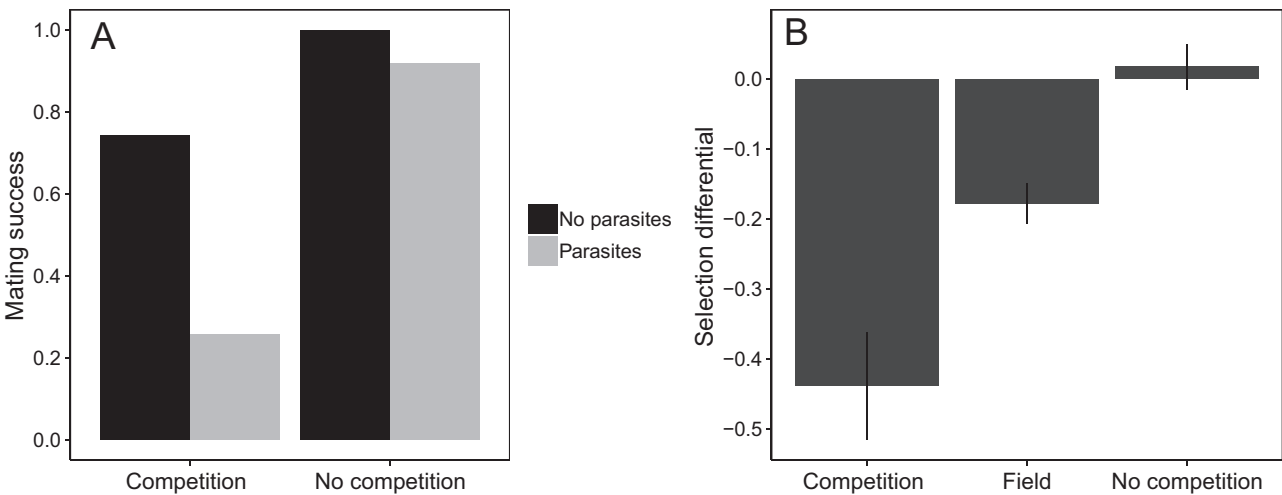 A
Mating success
1.0
0.8
0.6
0.4
0.2
0.0
Competition
No competition
No parasites
Parasites
B
Selection differential
0.0
−0.1
−0.2
−0.3
−0.4
−0.5
Competition
Field
No competition